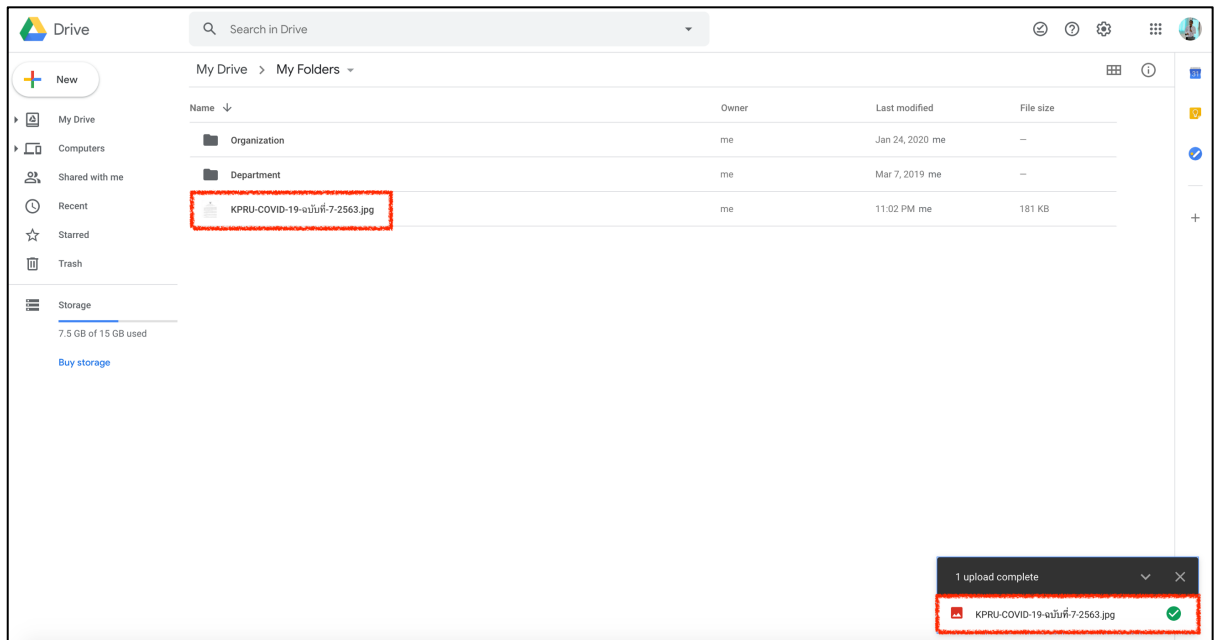 Drive
Search in Drive
New
My Drive > My Folders
Name Owner Last modified File size
My Drive
Computers
Shared with me
Recent
Starred
Trash
Storage
7.5 GB of 15 GB used
Buy storage
Organization me Jan 24, 2020 me –
Department me Mar 7, 2019 me –
KPRU-COVID-19-ฉบับที่-7-2563.jpg me 11:02 PM me 181 KB
31
1 upload complete
KPRU-COVID-19-ฉบับที่-7-2563.jpg